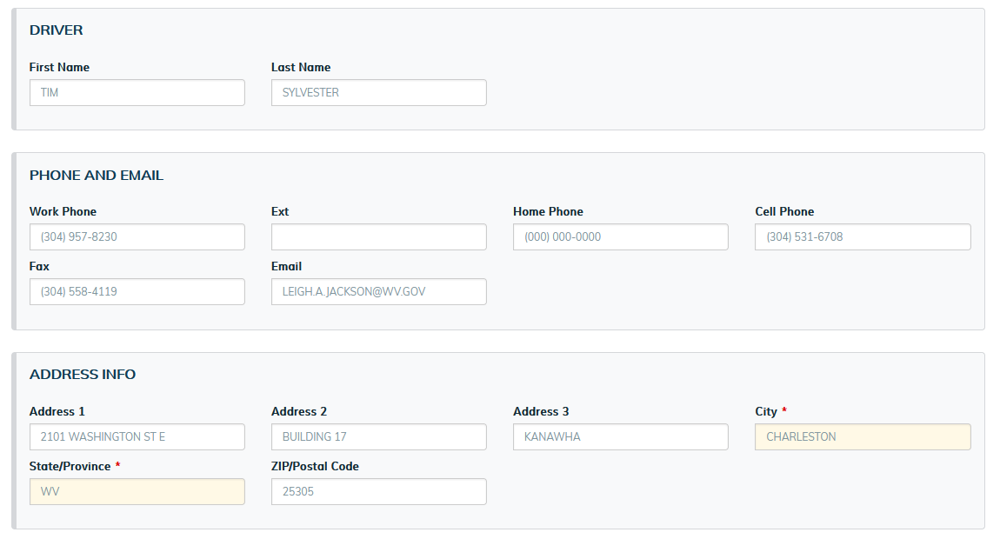 DRIVER
First Name Last Name
TIM SYLVESTER
PHONE AND EMAIL
Work Phone Ext Home Phone Cell Phone
(304) 957-8230 (000) 000-0000 (304) 531-6708
Fax Email
(304) 558-4119 LEIGH.A.JACKSON@WV.GOV
ADDRESS INFO
Address 1 Address 2 Address 3 City *
2101 WASHINGTON ST E BUILDING 17 KANAWHA CHARLESTON
State/Province * ZIP/Postal Code
WV 25305